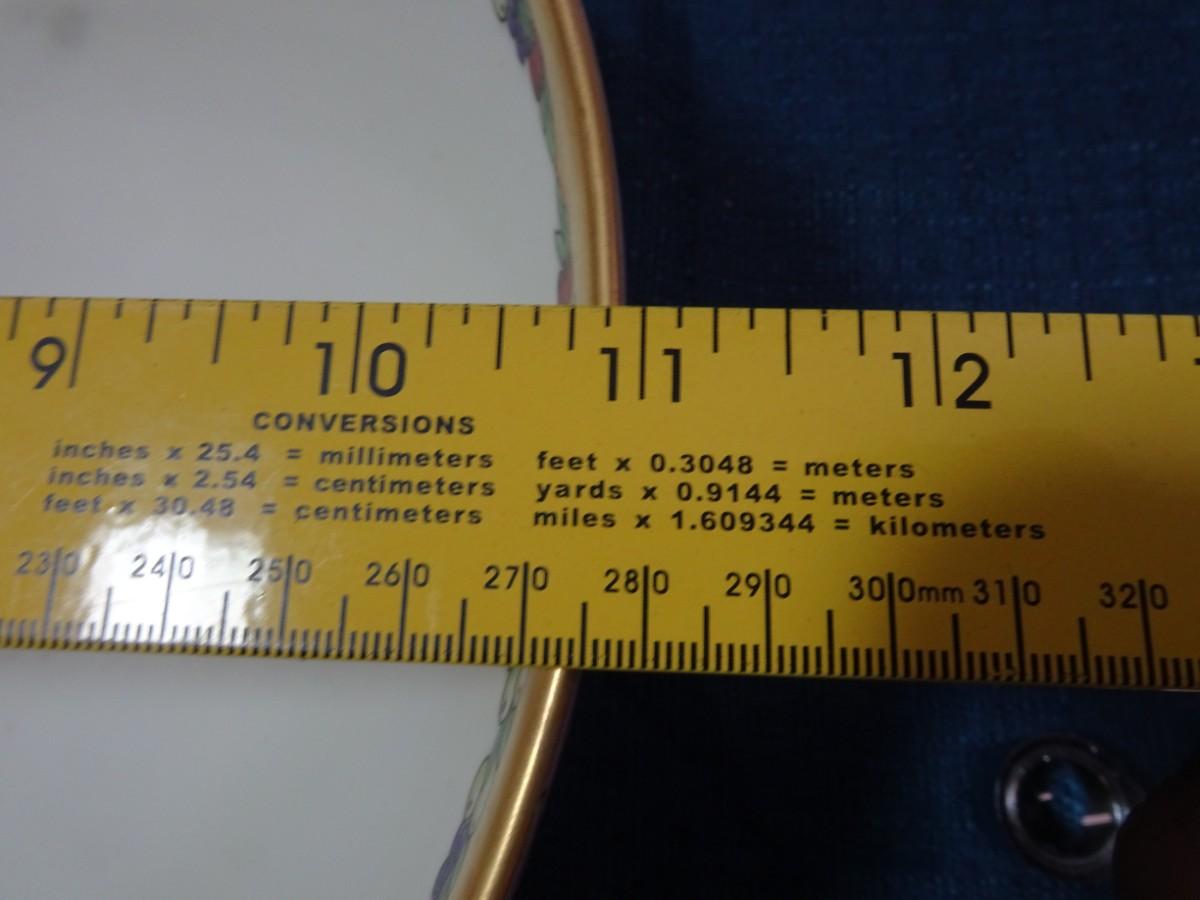 9 10 11 12
CONVERSIONS
inches x 25.4 = millimeters feet x 0.3048 = meters
inches x 2.54 = centimeters yards x 0.9144 = meters
feet x 30.48 = centimeters miles x 1.609344 = kilometers
230 240 250 260 270 280 290 300mm 310 320